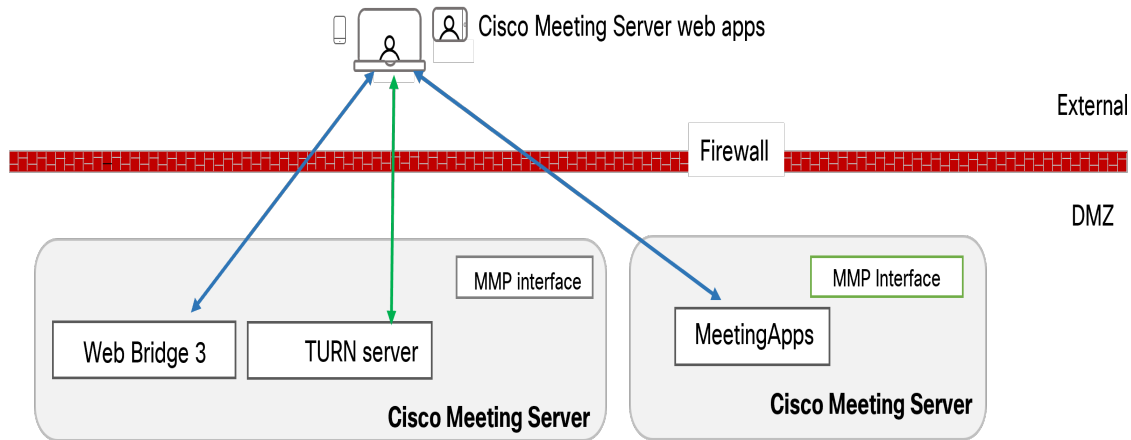 Cisco Meeting Server web apps
External
Firewall
DMZ
MMP interface
MMP Interface
Web Bridge 3
TURN server
MeetingApps
Cisco Meeting Server
Cisco Meeting Server